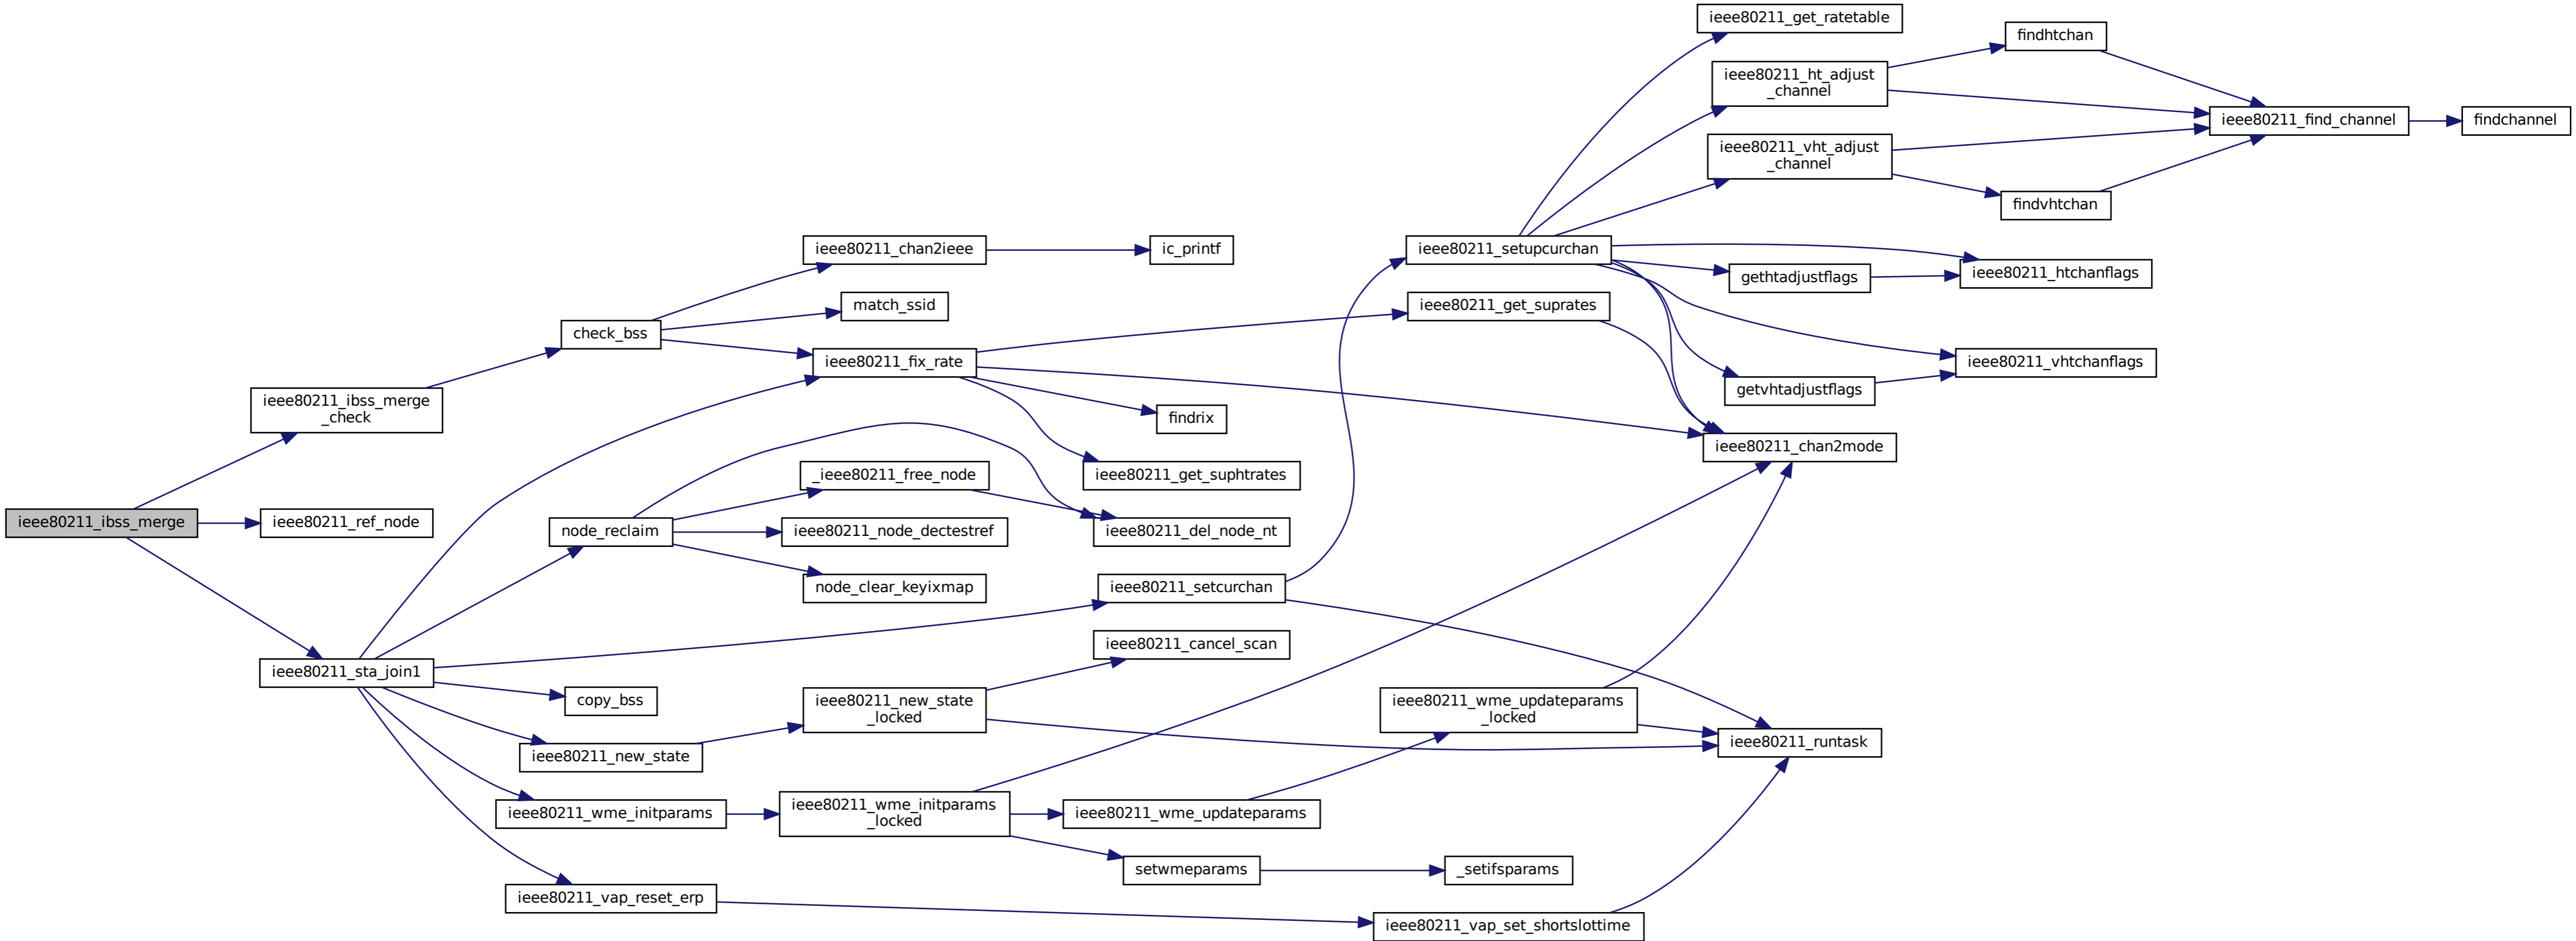 ieee80211_ibss_merge
ieee80211_ibss_merge
_check
ieee80211_ref_node
ieee80211_sta_join1
check_bss
node_reclaim
copy_bss
ieee80211_new_state
ieee80211_wme_initparams
ieee80211_vap_reset_erp
ieee80211_chan2ieee
match_ssid
ieee80211_fix_rate
_ieee80211_free_node
ieee80211_node_dectestref
node_clear_keyixmap
ieee80211_new_state
_locked
ieee80211_wme_initparams
_locked
ic_printf
findrix
ieee80211_get_suphtrates
ieee80211_del_node_nt
ieee80211_setcurchan
ieee80211_cancel_scan
ieee80211_wme_updateparams
setwmeparams
ieee80211_setupcurchan
ieee80211_get_suprates
ieee80211_wme_updateparams
_locked
_setifsparams
ieee80211_vap_set_shortslottime
ieee80211_get_ratetable
ieee80211_ht_adjust
_channel
ieee80211_vht_adjust
_channel
gethtadjustflags
getvhtadjustflags
ieee80211_chan2mode
ieee80211_runtask
findhtchan
findvhtchan
ieee80211_htchanflags
ieee80211_vhtchanflags
ieee80211_find_channel
findchannel